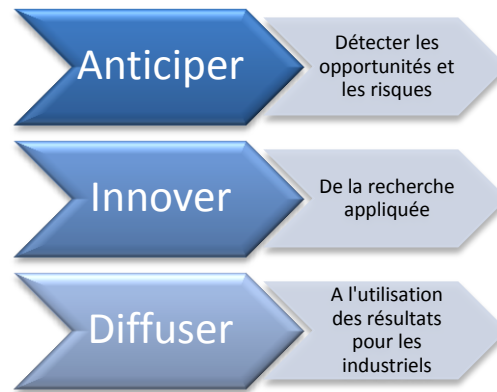 Anticiper
Détecter les
opportunités et
les risques
Innover
De la recherche
appliquée
Diffuser
A l'utilisation
des résultats
pour les
industriels